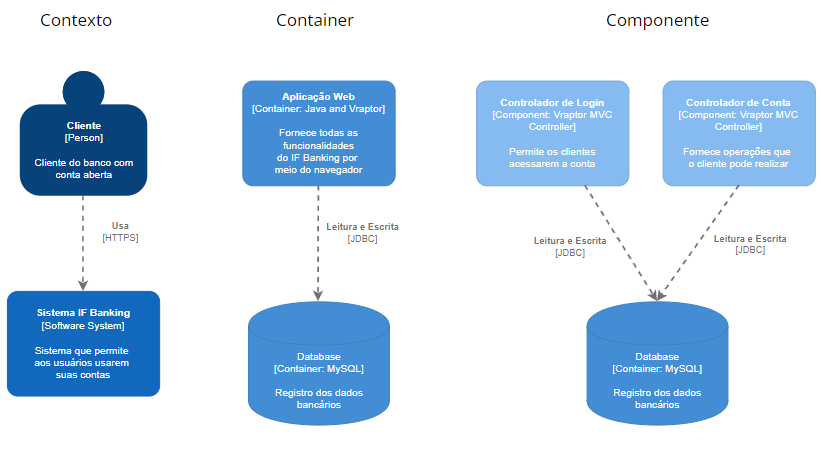 Contexto
Cliente
[Person]
Cliente do banco com
conta aberta
Usa
[HTTPS]
Sistema IF Banking
[Software System]
Sistema que permite
aos usuários usarem
suas contas
Container
Aplicação Web
[Container: Java and Vraptor]
Fornece todas as
funcionalidades
do IF Banking por
meio do navegador
Leitura e Escrita
[JDBC]
Database
[Container: MySQL]
Registro dos dados
bancários
Componente
Controlador de Login
[Component: Vraptor MVC
Controller]
Permite os clientes
acessarem a conta
Controlador de Conta
[Component: Vraptor MVC
Controller]
Fornece operações que
o cliente pode realizar
Leitura e Escrita
[JDBC]
Leitura e Escrita
[JDBC]
Database
[Container: MySQL]
Registro dos dados
bancários